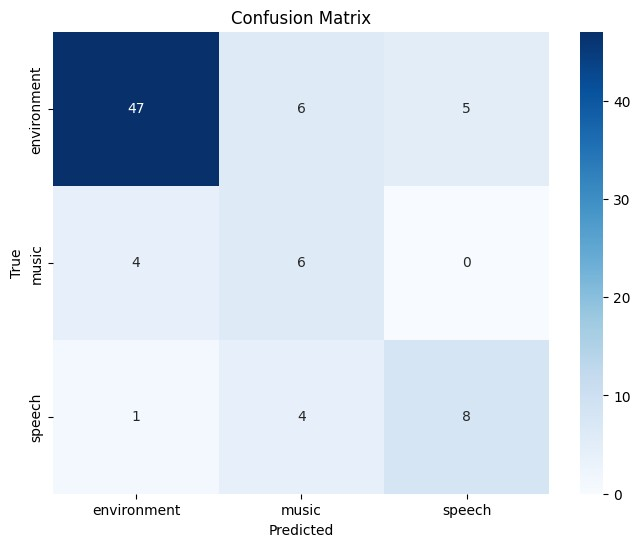 Confusion Matrix
environment
47
6
5
40
30
True
music
4
6
0
20
speech
1
4
8
10
0
environment
music
speech
Predicted